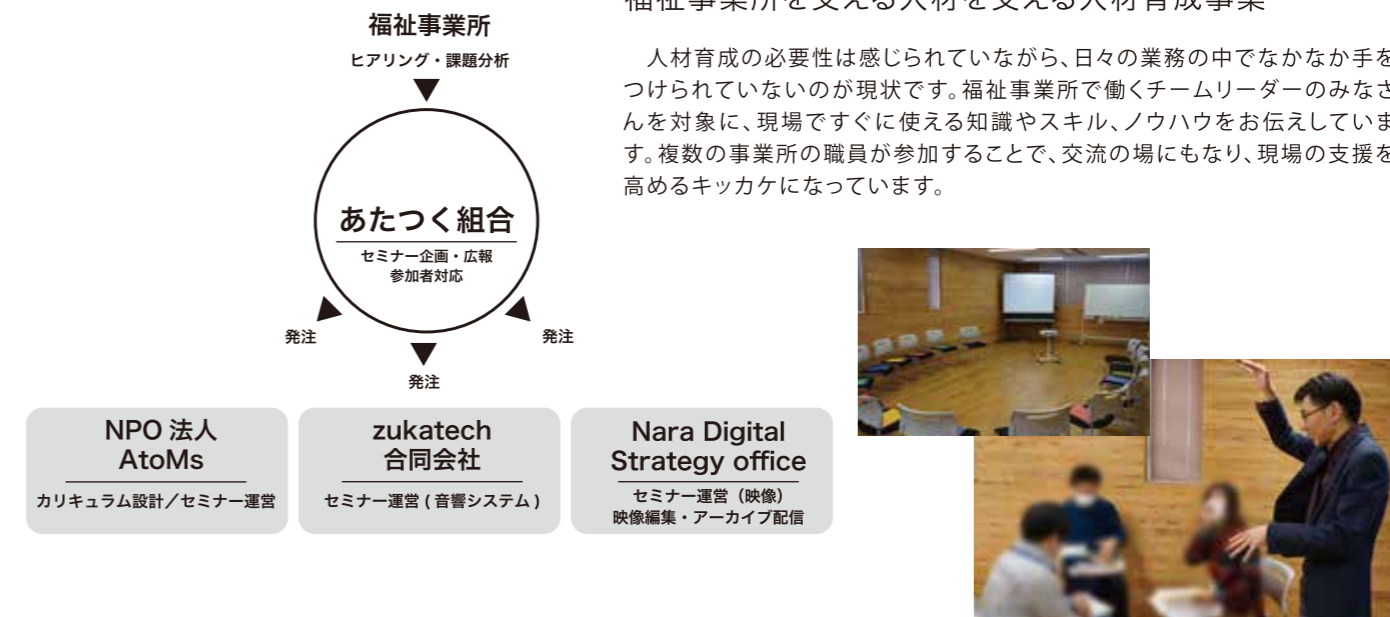 福祉事業所を支える人材を支える人材育成事業
人材育成の必要性は感じられていながら、日々の業務の中でなかなか手を
つけられていないのが現状です。福祉事業所で働くチームリーダーのみなさ
んを対象に、現場ですぐに使える知識やスキル、ノウハウをお伝えしていま
す。複数の事業所の職員が参加することで、交流の場にもなり、現場の支援を
高めるキッカケになっています。
福祉事業所
ヒアリング・課題分析
あたつく組合
セミナー企画・広報
参加者対応
発注
発注
発注
NPO 法人
AtoMs
カリキュラム設計／セミナー運営
zukatech
合同会社
セミナー運営 ( 音響システム )
Nara Digital
Strategy office
セミナー運営（映像）
映像編集・アーカイブ配信